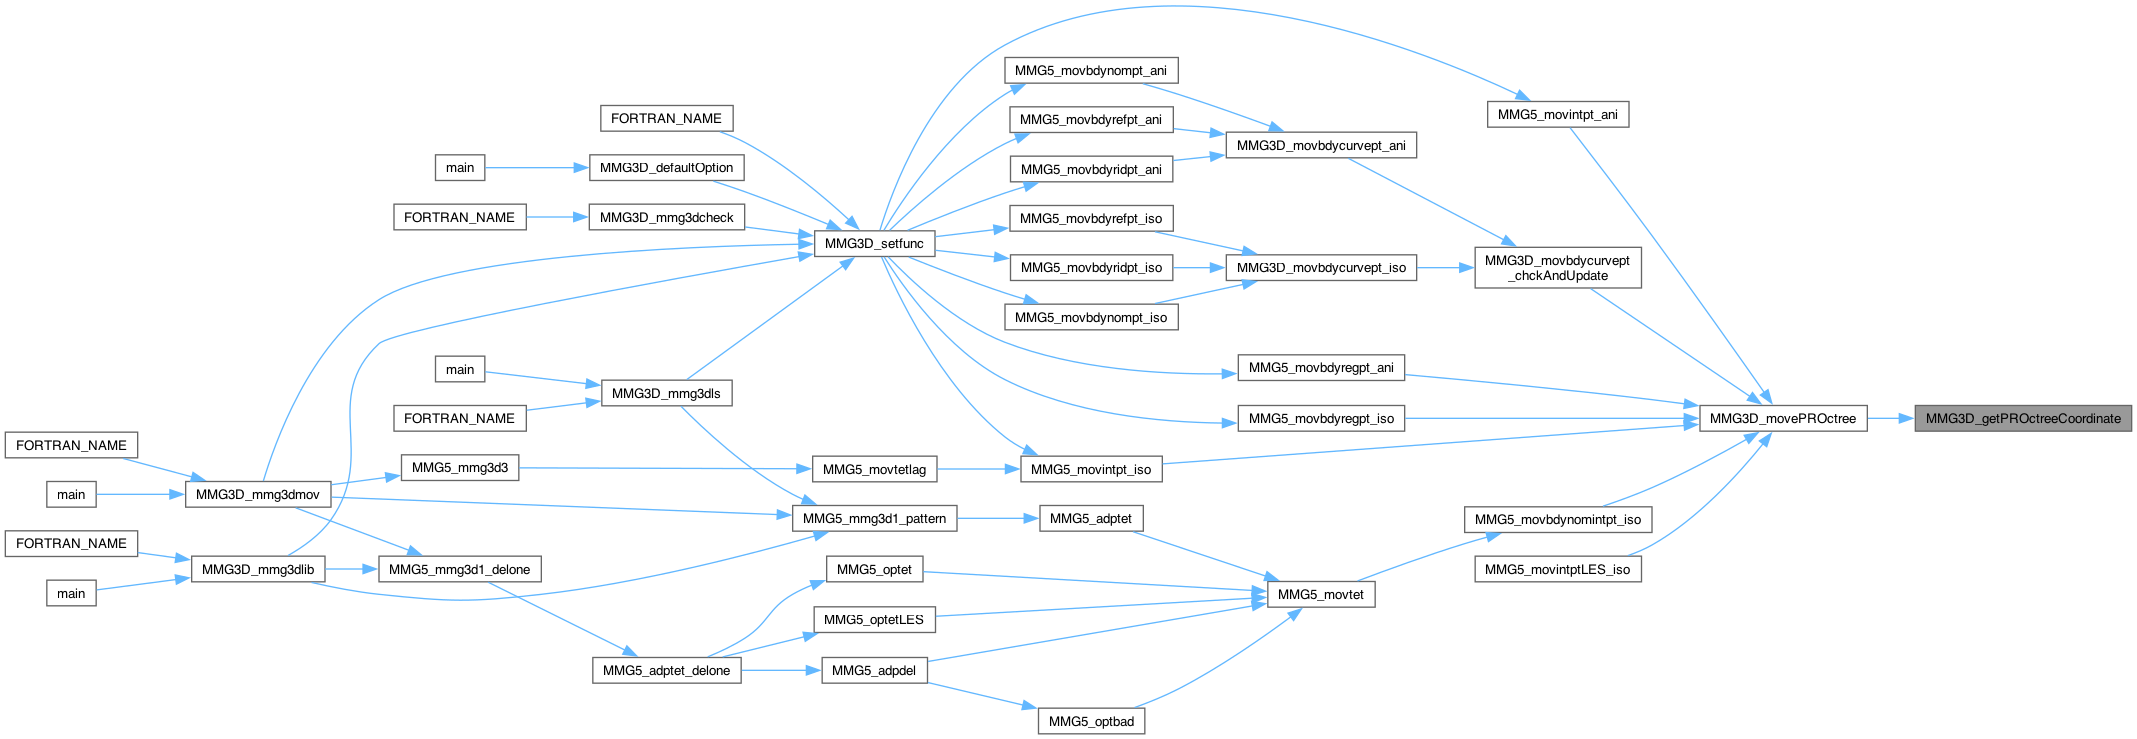 FORTRAN_NAME
main
FORTRAN_NAME
main
FORTRAN_NAME
MMG3D_mmg3dmov
MMG3D_mmg3dlib
main
FORTRAN_NAME
main
FORTRAN_NAME
MMG5_mmg3d3
MMG5_mmg3d1_delone
FORTRAN_NAME
MMG3D_defaultOption
MMG3D_mmg3dcheck
MMG3D_mmg3dls
MMG5_adptet_delone
MMG3D_setfunc
MMG5_movtetlag
MMG5_mmg3d1_pattern
MMG5_optet
MMG5_optetLES
MMG5_adpdel
MMG5_movbdynompt_ani
MMG5_movbdyrefpt_ani
MMG5_movbdyridpt_ani
MMG5_movbdyrefpt_iso
MMG5_movbdyridpt_iso
MMG5_movbdynompt_iso
MMG5_movintpt_iso
MMG5_adptet
MMG5_optbad
MMG3D_movbdycurvept_ani
MMG3D_movbdycurvept_iso
MMG5_movbdyregpt_ani
MMG5_movbdyregpt_iso
MMG5_movtet
MMG5_movintpt_ani
MMG3D_movbdycurvept
_chckAndUpdate
MMG5_movbdynomintpt_iso
MMG5_movintptLES_iso
MMG3D_movePROctree
MMG3D_getPROctreeCoordinate